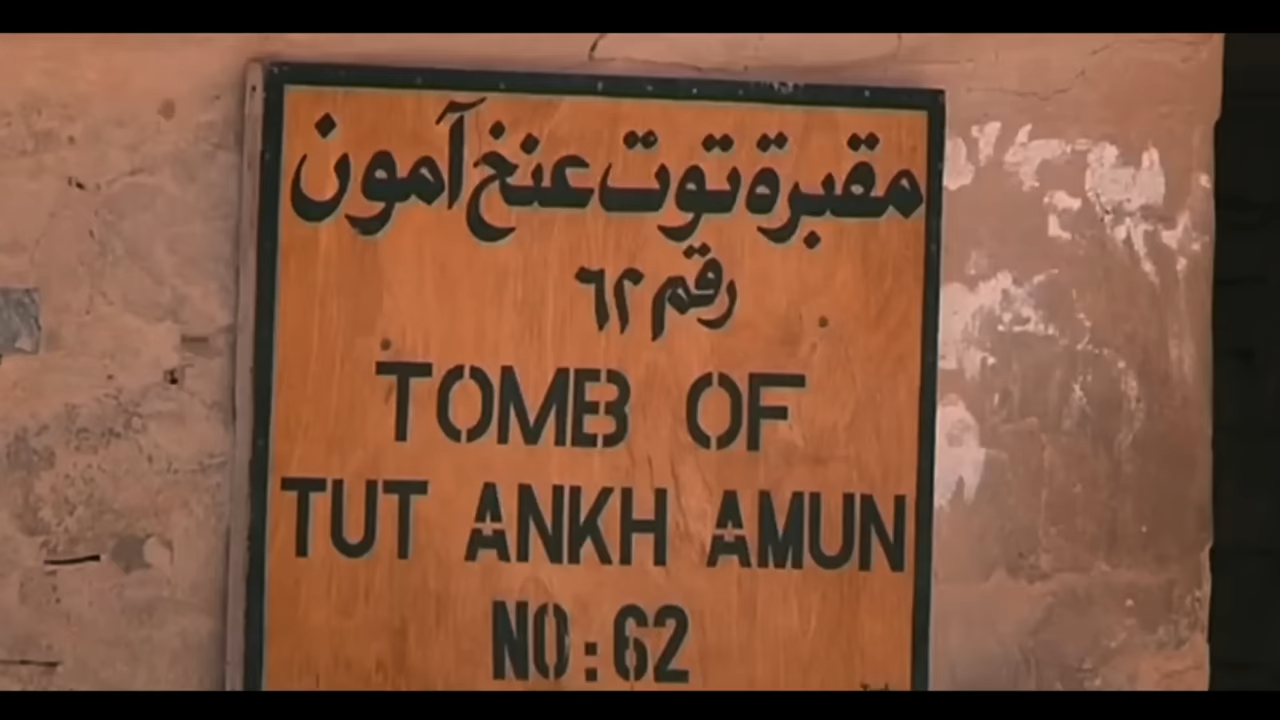 مقبرة توت عنخ آمون
رقم ٦٢
TOMB OF
TUT ANKH AMUN
NO: 62